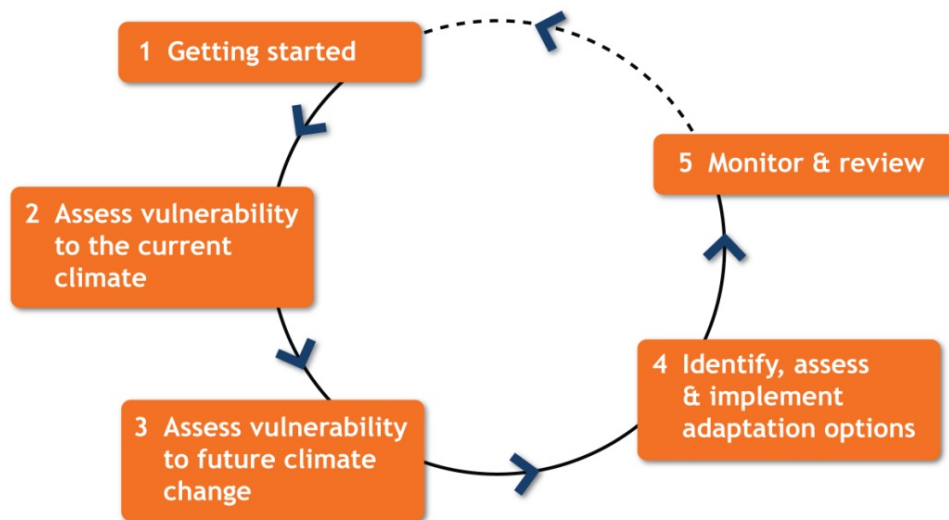 1 Getting started
2 Assess vulnerability
to the current
climate
3 Assess vulnerability
to future climate
change
4 Identify, assess
& implement
adaptation options
5 Monitor & review